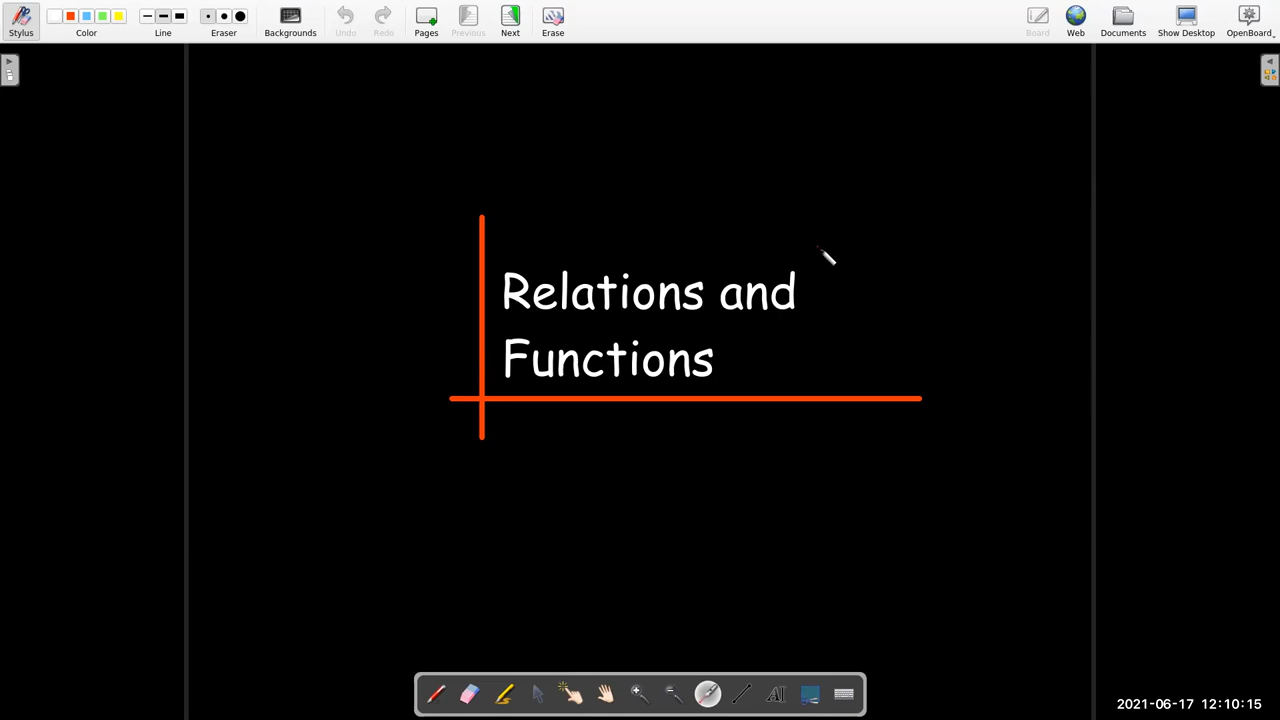 Stylus
Color
Line
Eraser
Backgrounds
Undo
Redo
Pages
Previous
Next
Erase
Board
Web
Documents
Show Desktop
OpenBoard
Relations and
Functions
AI
2021-06-17 12:10:15